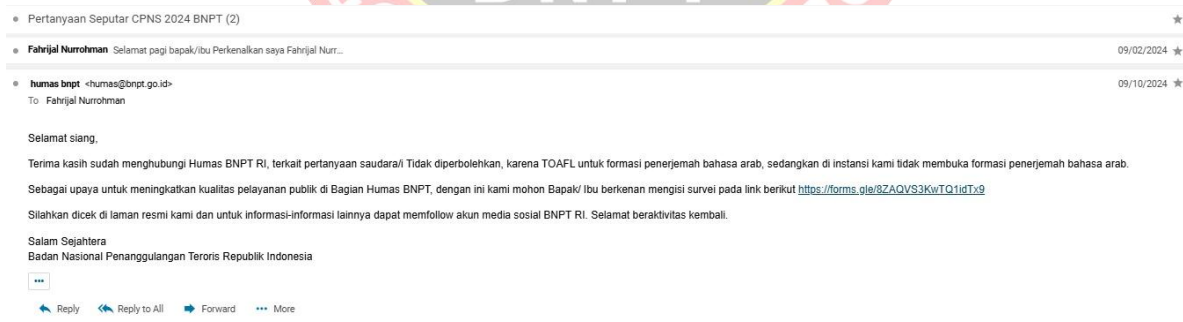 BNPT
Pertanyaan Seputar CPNS 2024 BNPT (2)
Fahrijal Nurrohman Selamat pagi bapak/ibu Perkenalkan saya Fahrijal Nurr... 09/02/2024
humas bnpt <humas@bnpt.go.id> 09/10/2024
To Fahrijal Nurrohman
Selamat siang,
Terima kasih sudah menghubungi Humas BNPT RI, terkait pertanyaan saudara/i Tidak diperbolehkan, karena TOAFL untuk formasi penerjemah bahasa arab, sedangkan di instansi kami tidak membuka formasi penerjemah bahasa arab.
Sebagai upaya untuk meningkatkan kualitas pelayanan publik di Bagian Humas BNPT, dengan ini kami mohon Bapak/ Ibu berkenan mengisi survei pada link berikut https://forms.gle/8ZAQVS3KwTQ1idTx9
Silahkan dicek di laman resmi kami dan untuk informasi-informasi lainnya dapat memfollow akun media sosial BNPT RI. Selamat beraktivitas kembali.
Salam Sejahtera
Badan Nasional Penanggulangan Teroris Republik Indonesia
Reply Reply to All Forward More